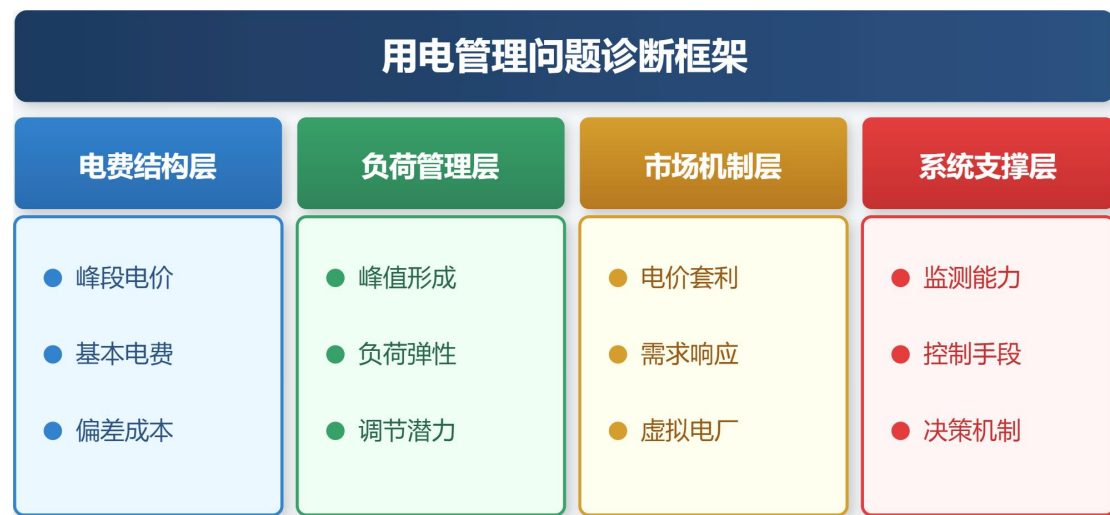 用电管理问题诊断框架
电费结构层
峰段电价
基本电费
偏差成本
负荷管理层
峰值形成
负荷弹性
调节潜力
市场机制层
电价套利
需求响应
虚拟电厂
系统支撑层
监测能力
控制手段
决策机制